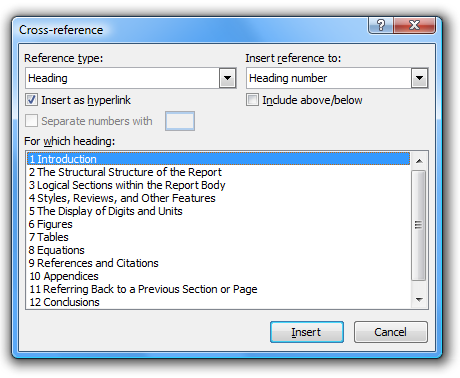 Cross-reference
Reference type: Insert reference to:
Heading Heading number
Insert as hyperlink Include above/below
Separate numbers with
For which heading:
1 Introduction
2 The Structural Structure of the Report
3 Logical Sections within the Report Body
4 Styles, Reviews, and Other Features
5 The Display of Digits and Units
6 Figures
7 Tables
8 Equations
9 References and Citations
10 Appendices
11 Referring Back to a Previous Section or Page
12 Conclusions
Insert Cancel